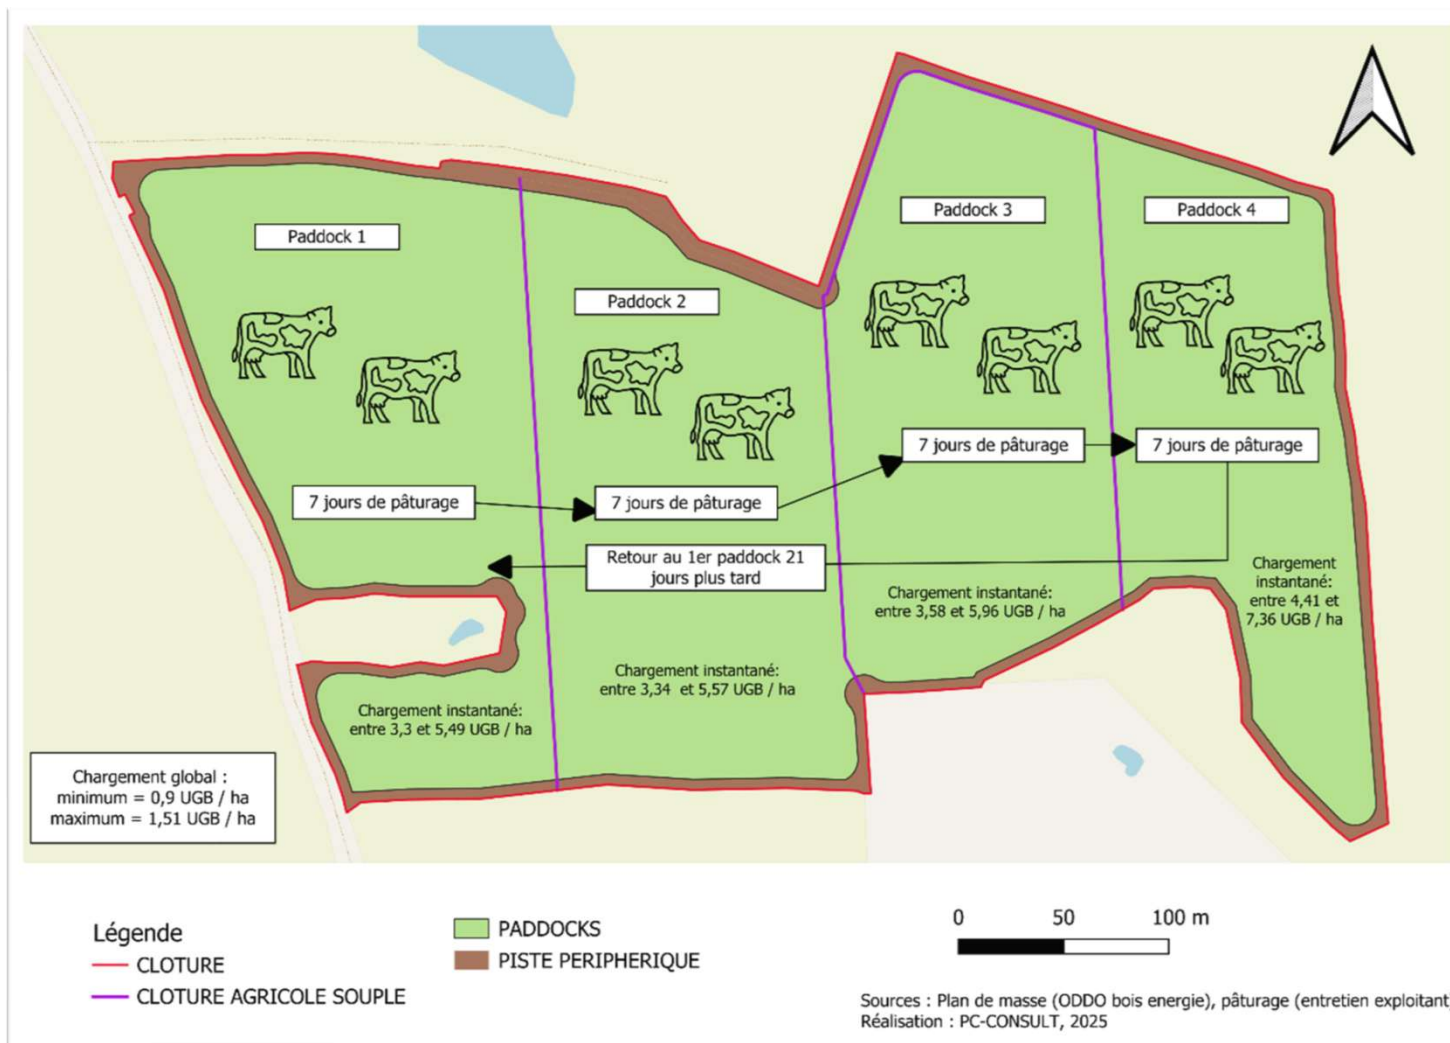 Paddock 1
Paddock 2
Paddock 3
Paddock 4
7 jours de pâturage
7 jours de pâturage
7 jours de pâturage
7 jours de pâturage
Retour au 1er paddock 21
jours plus tard
Chargement instantané:
entre 3,3 et 5,49 UGB / ha
Chargement instantané:
entre 3,34 et 5,57 UGB / ha
Chargement instantané:
entre 3,58 et 5,96 UGB / ha
Chargement
instantané:
entre 4,41 et
7,36 UGB / ha
Chargement global :
minimum = 0,9 UGB / ha
maximum = 1,51 UGB / ha
Légende
CLOTURE
CLOTURE AGRICOLE SOUPLE
PADDOCKS
PISTE PERIPHERIQUE
0 50 100 m
Sources : Plan de masse (ODDO bois energie), pâturage (entretien exploitant)
Réalisation : PC-CONSULT, 2025